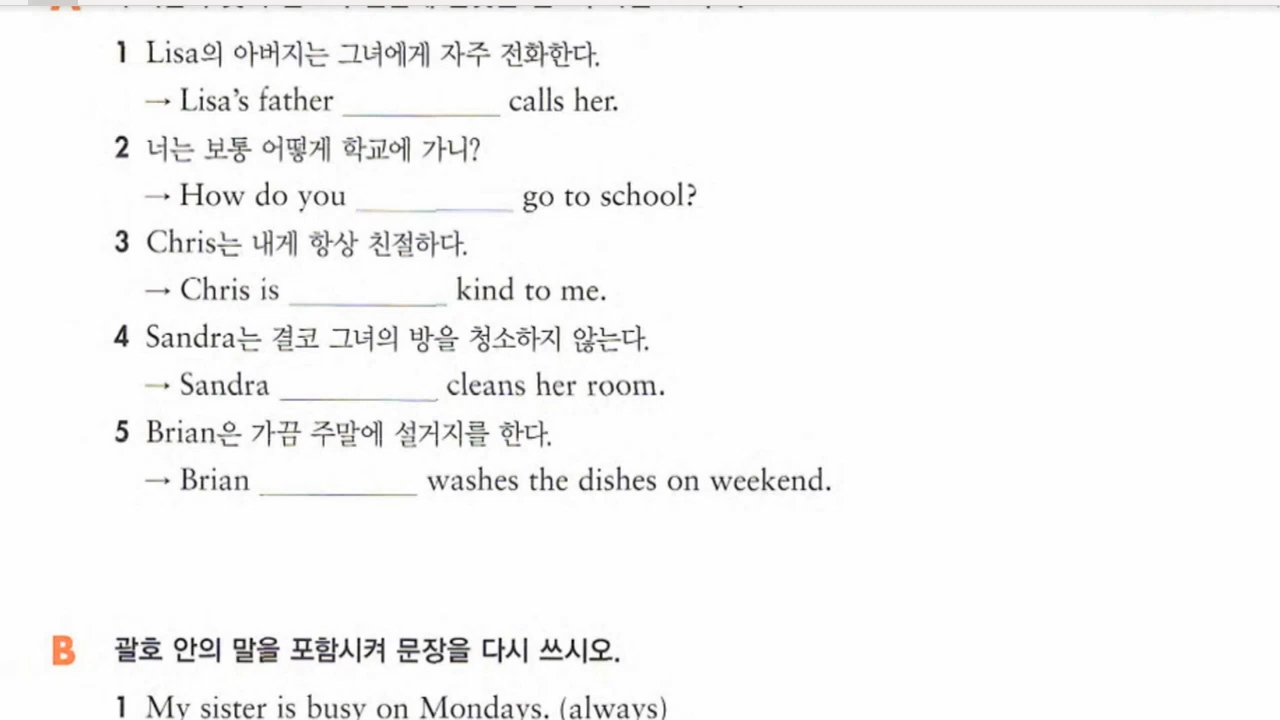 1 Lisa의 아버지는 그녀에게 자주 전화한다.
→ Lisa's father __________ calls her.
2 너는 보통 어떻게 학교에 가니?
→ How do you __________ go to school?
3 Chris는 내게 항상 친절하다.
→ Chris is __________ kind to me.
4 Sandra는 결코 그녀의 방을 청소하지 않는다.
→ Sandra __________ cleans her room.
5 Brian은 가끔 주말에 설거지를 한다.
→ Brian __________ washes the dishes on weekend.
B 괄호 안의 말을 포함시켜 문장을 다시 쓰시오.
1 My sister is busy on Mondays. (always)